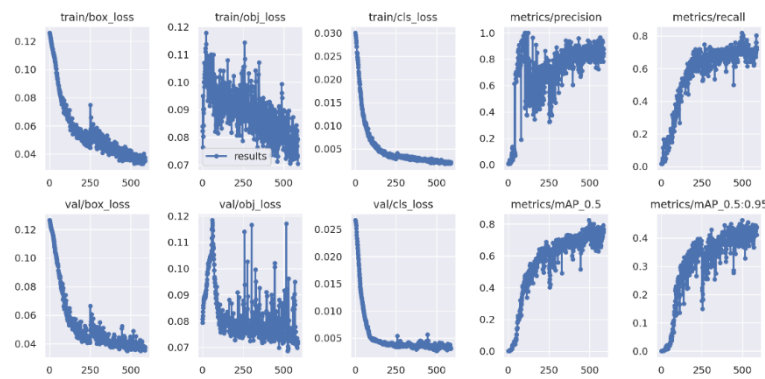 train/box_loss
train/obj_loss
train/cls_loss
metrics/precision
metrics/recall
0.12
0.10
0.08
0.06
0.04
0 250 500
0.12
0.11
0.10
0.09
0.08
0.07
results
0 250 500
0.030
0.025
0.020
0.015
0.010
0.005
0 250 500
1.0
0.8
0.6
0.4
0.2
0.0
0 250 500
0.8
0.6
0.4
0.2
0.0
0 250 500
val/box_loss
val/obj_loss
val/cls_loss
metrics/mAP_0.5
metrics/mAP_0.5:0.95
0.12
0.10
0.08
0.06
0.04
0 250 500
0.12
0.11
0.10
0.09
0.08
0.07
0 250 500
0.025
0.020
0.015
0.010
0.005
0 250 500
0.8
0.6
0.4
0.2
0.0
0 250 500
0.4
0.3
0.2
0.1
0.0
0 250 500